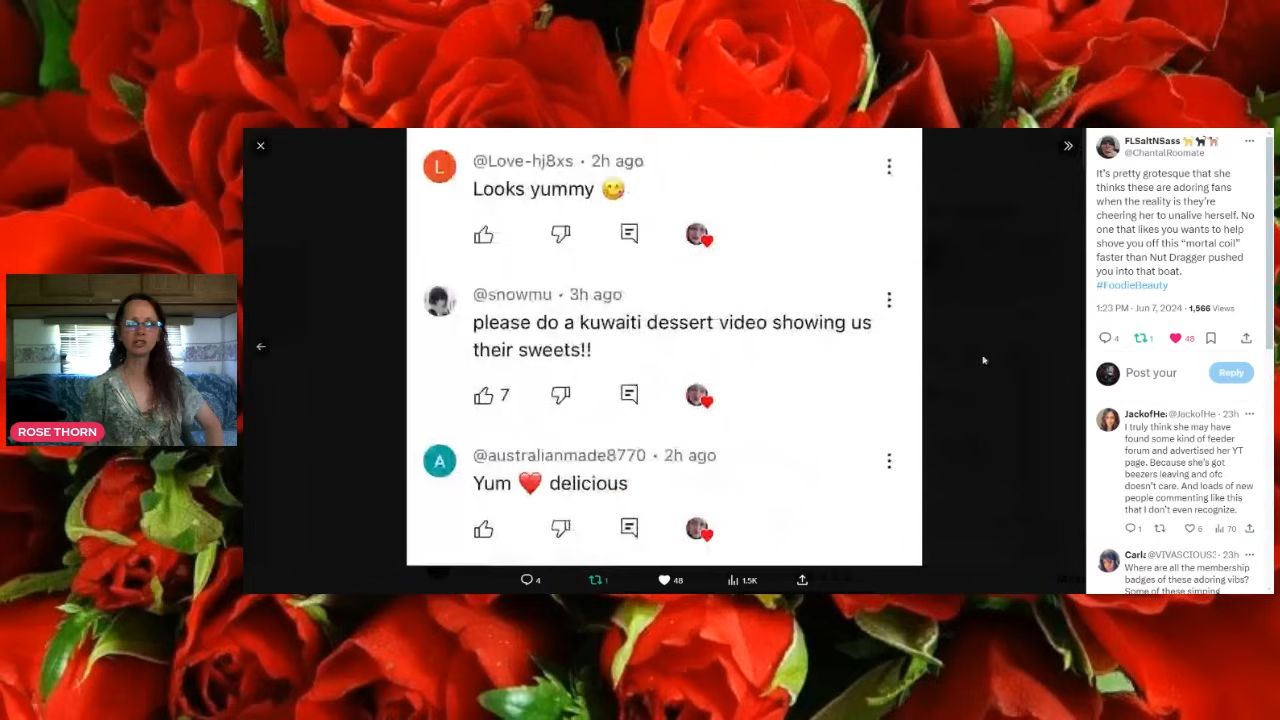 @Love-hj8xs • 2h ago
Looks yummy 😋
@snowmu • 3h ago
please do a kuwaiti dessert video showing us
their sweets!!
7
@australianmade8770 • 2h ago
Yum ❤️ delicious
4
1
48
1.5K
FLSaltNSass
@ChantalRoomate
It's pretty grotesque that she
thinks these are adoring fans
when the reality is they're
cheering her to unalive herself. No
one that likes you wants to help
shove you off this "mortal coil"
faster than Nut Dragger pushed
you into that boat.
#FoodieBeauty
1:23 PM · Jun 7, 2024 · 1,566 Views
4 1 48
Post your Reply
JackofHe: @JackofHe · 23h
I truly think she may have
found some kind of feeder
forum and advertised her YT
page. Because she's got
beezers leaving and ofc
doesn't care. And loads of new
people commenting like this
that I don't even recognize.
1 6 70
Carla @VIVASCIOUS: · 23h
Where are all the membership
badges of these adoring vibs?
Some of these simping
ROSE THORN
L
A